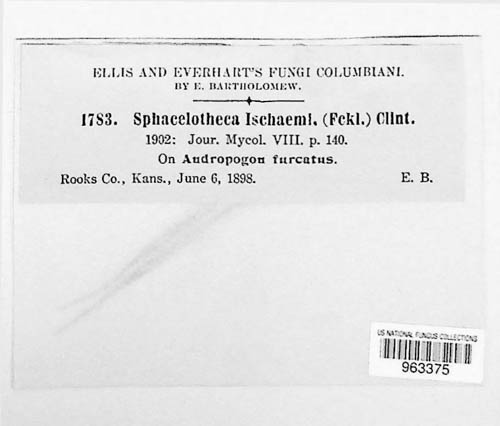 ELLIS AND EVERHART'S FUNGI COLUMBIANI.
BY E. BARTHOLOMEW.
1783. Sphacelotheca Ischaemi. (Fckl.) Clint.
1902: Jour. Mycol. VIII. p. 140.
On Andropogon furcatus.
Rooks Co., Kans., June 6, 1898. E. B.
US NATIONAL FUNGUS COLLECTIONS
963375